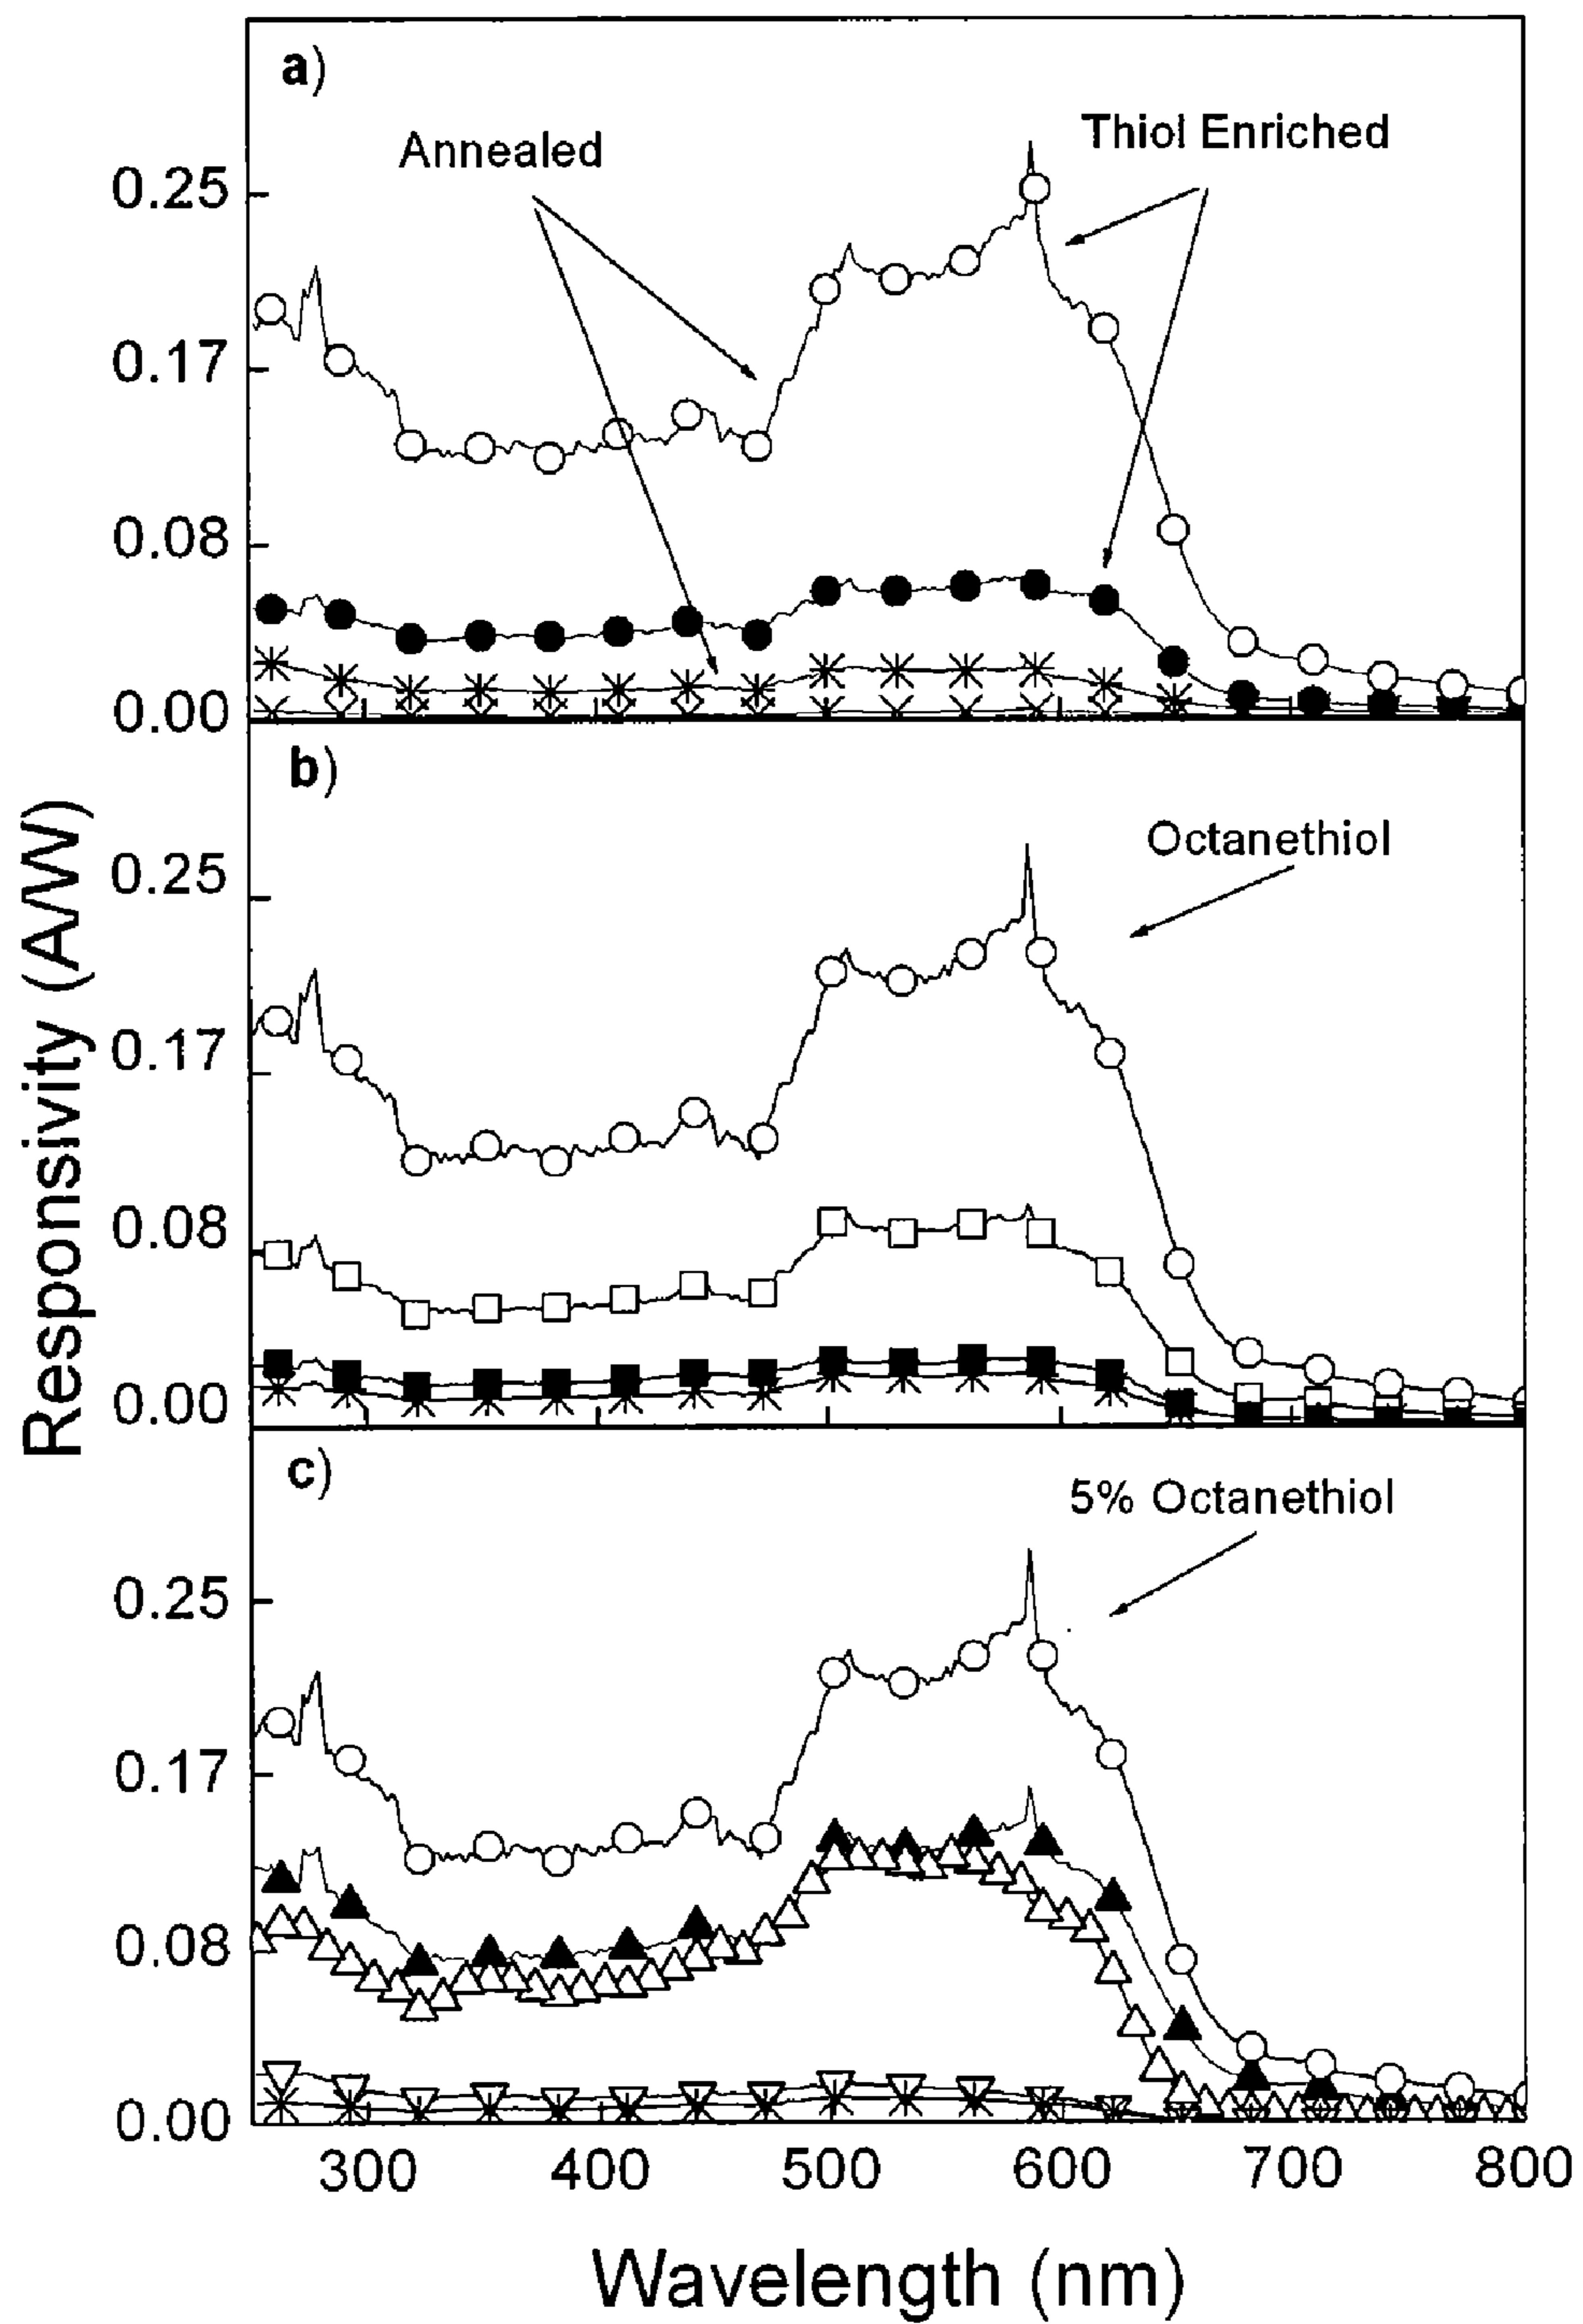 a)
Annealed
Thiol Enriched
0.25
0.17
0.08
0.00
b)
Octanethiol
0.25
0.17
0.08
0.00
c)
5% Octanethiol
0.25
0.17
0.08
0.00
Responsivity (A/W)
300 400 500 600 700 800
Wavelength (nm)